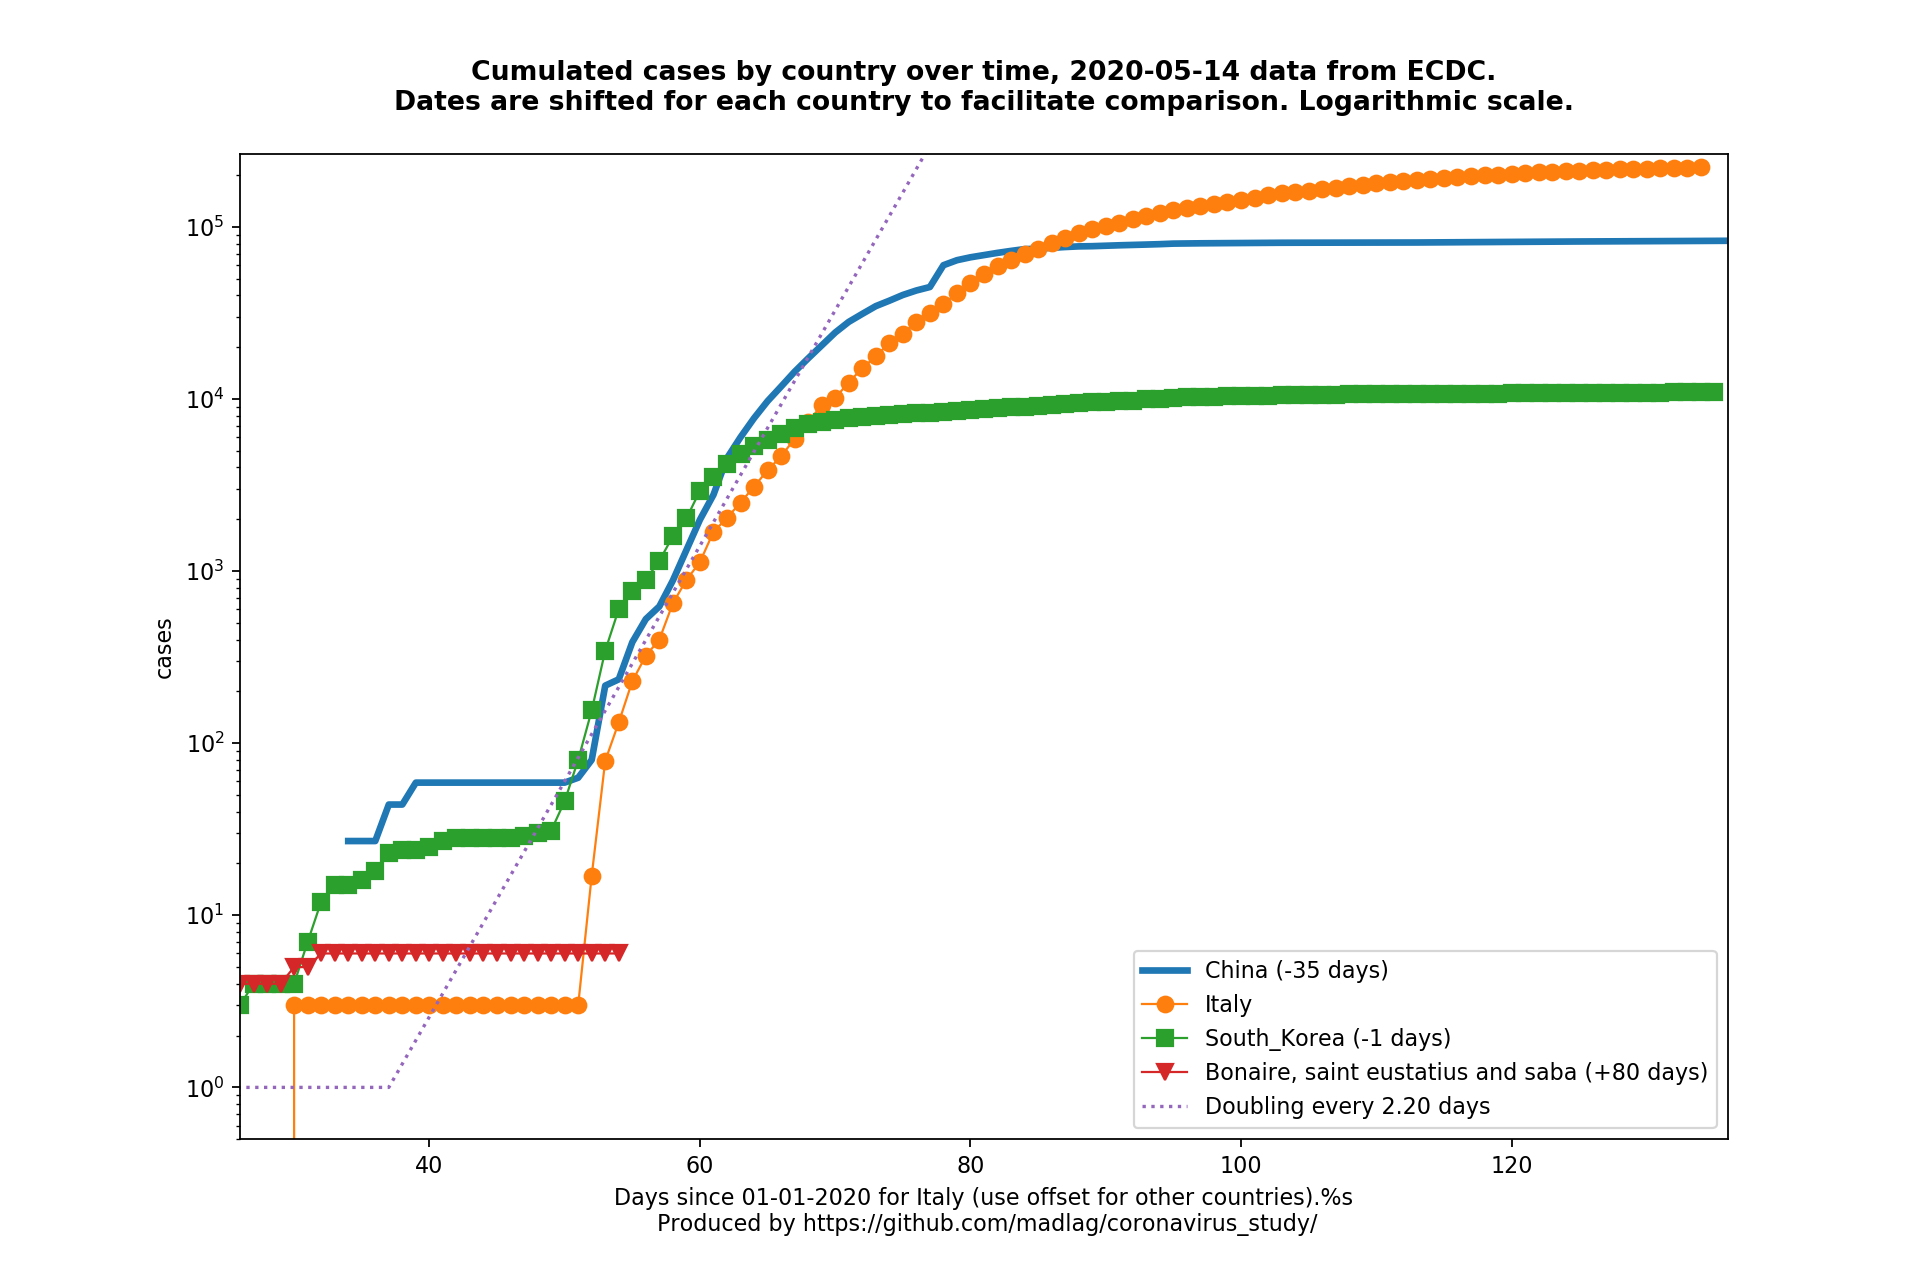 Cumulated cases by country over time, 2020-05-14 data from ECDC.
Dates are shifted for each country to facilitate comparison. Logarithmic scale.
10^5
10^4
10^3
10^2
10^1
10^0
cases
China (-35 days)
Italy
South_Korea (-1 days)
Bonaire, saint eustatius and saba (+80 days)
Doubling every 2.20 days
40 60 80 100 120
Days since 01-01-2020 for Italy (use offset for other countries).%s
Produced by https://github.com/madlag/coronavirus_study/